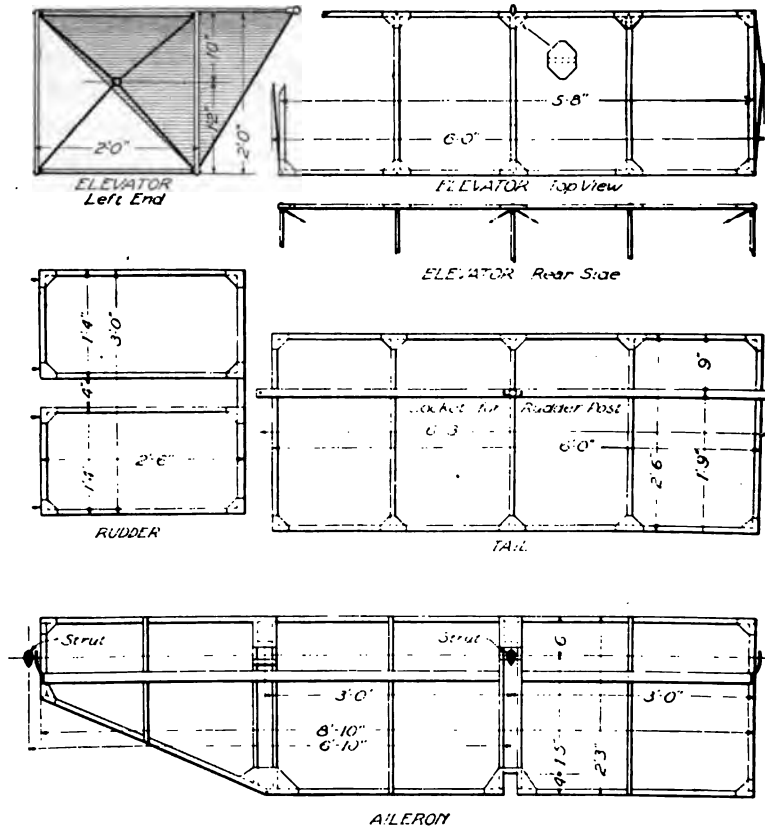 10"
12"
2'-0"
2'-0"
ELEVATOR
Left End
5'-8"
6'-0"
ELEVATOR Top View
ELEVATOR Rear Side
1'-4"
3'-0"
4"
1'-4"
2'-6"
RUDDER
9"
Socket for Rudder Post
6'-3
6'-0"
2'-6"
1'-9"
TAIL
Strut
Strut
6
3'-0"
3'-0"
8'-10"
6'-10"
2'-3"
AILERON